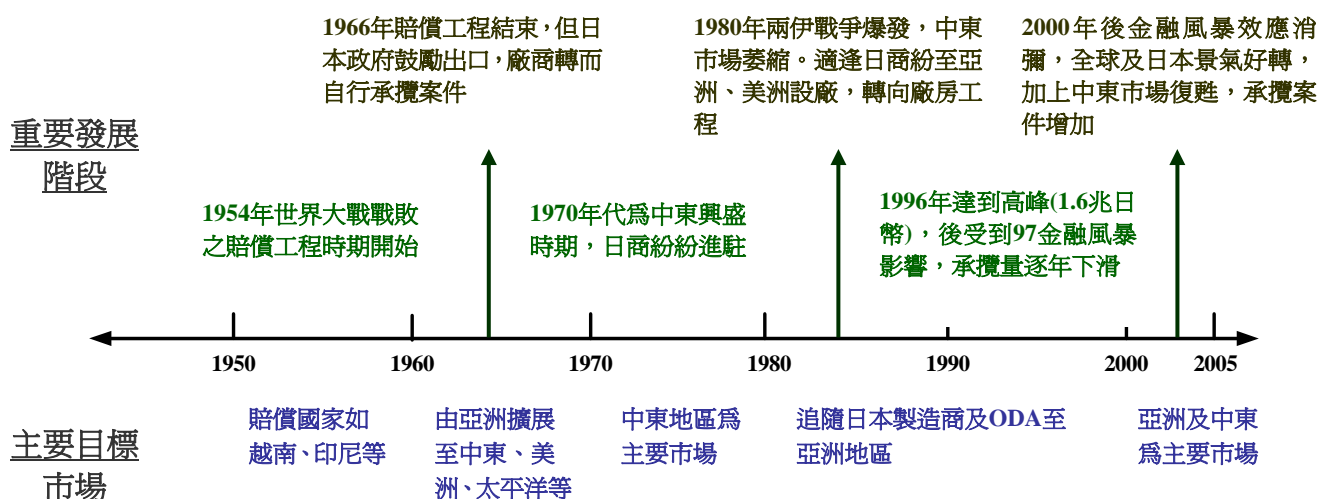 1966年賠償工程結束，但日
本政府鼓勵出口，廠商轉而
自行承攬案件
1980年兩伊戰爭爆發，中東
市場萎縮。適逢日商紛至亞
洲、美洲設廠，轉向廠房工
程
2000年後金融風暴效應消
彌，全球及日本景氣好轉，
加上中東市場復甦，承攬案
件增加
重要發展
階段
1954年世界大戰戰敗
之賠償工程時期開始
1970年代為中東興盛
時期，日商紛紛進駐
1996年達到高峰(1.6兆日
幣)，後受到97金融風暴
影響，承攬量逐年下滑
1950
1960
1970
1980
1990
2000
2005
主要目標
市場
賠償國家如
越南、印尼等
由亞洲擴展
至中東、美
洲、太平洋等
中東地區為
主要市場
追隨日本製造商及ODA至
亞洲地區
亞洲及中東
為主要市場